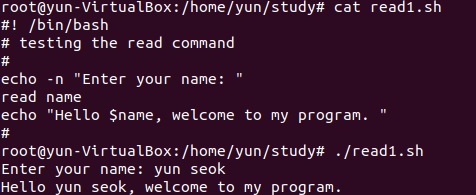 root@yun-VirtualBox:/home/yun/study# cat read1.sh
#! /bin/bash
# testing the read command
#
echo -n "Enter your name: "
read name
echo "Hello $name, welcome to my program. "
#
root@yun-VirtualBox:/home/yun/study# ./read1.sh
Enter your name: yun seok
Hello yun seok, welcome to my program.